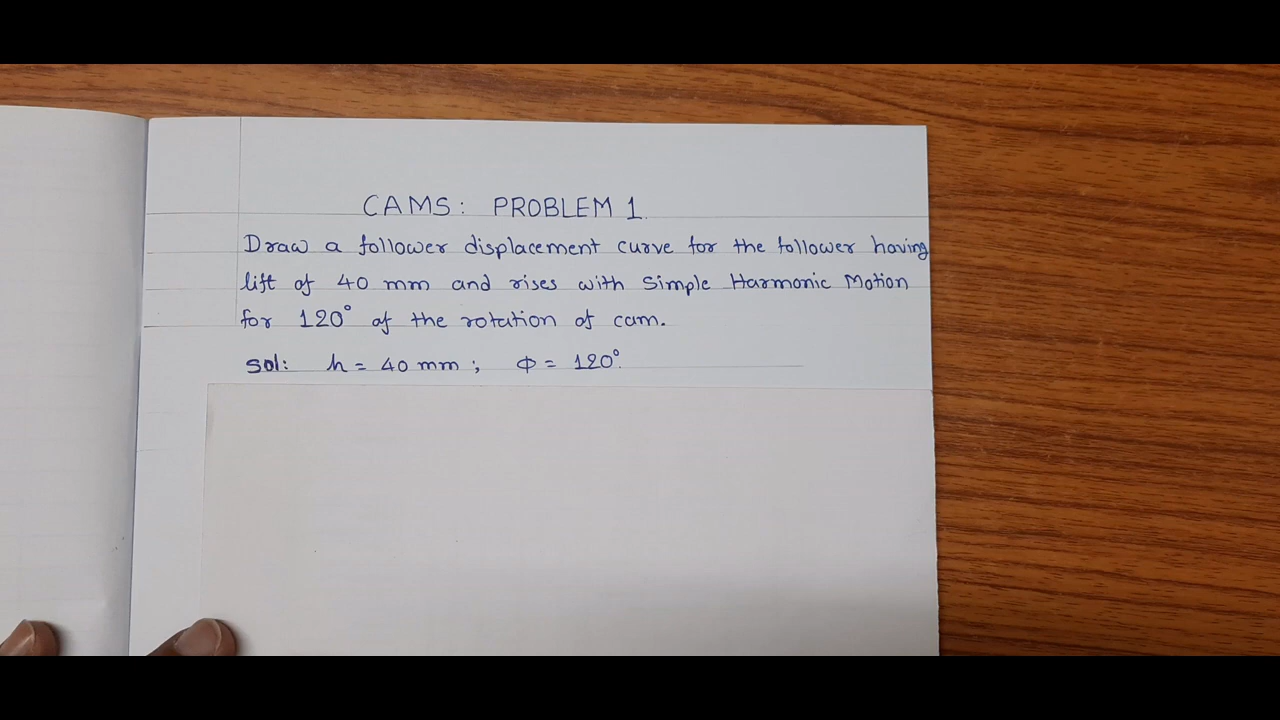 CAMS: PROBLEM 1.
Draw a follower displacement curve for the follower having
lift of 40 mm and rises with Simple Harmonic Motion
for 120° of the rotation of cam.
Sol: h = 40 mm ; Φ = 120°.